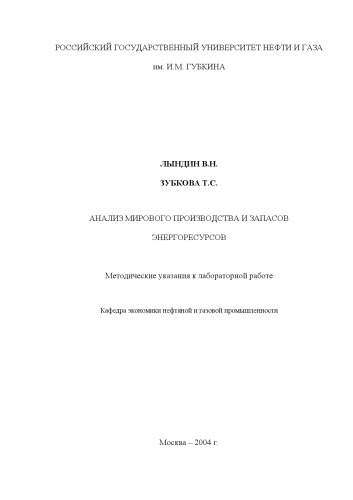 РОССИЙСКИЙ ГОСУДАРСТВЕННЫЙ УНИВЕРСИТЕТ НЕФТИ И ГАЗА
им. И.М. ГУБКИНА
ЛЫНДИН В.Н.
ЗУБКОВА Т.С.
АНАЛИЗ МИРОВОГО ПРОИЗВОДСТВА И ЗАПАСОВ
ЭНЕРГОРЕСУРСОВ
Методические указания к лабораторной работе
Кафедра экономики нефтяной и газовой промышленности
Москва – 2004 г.